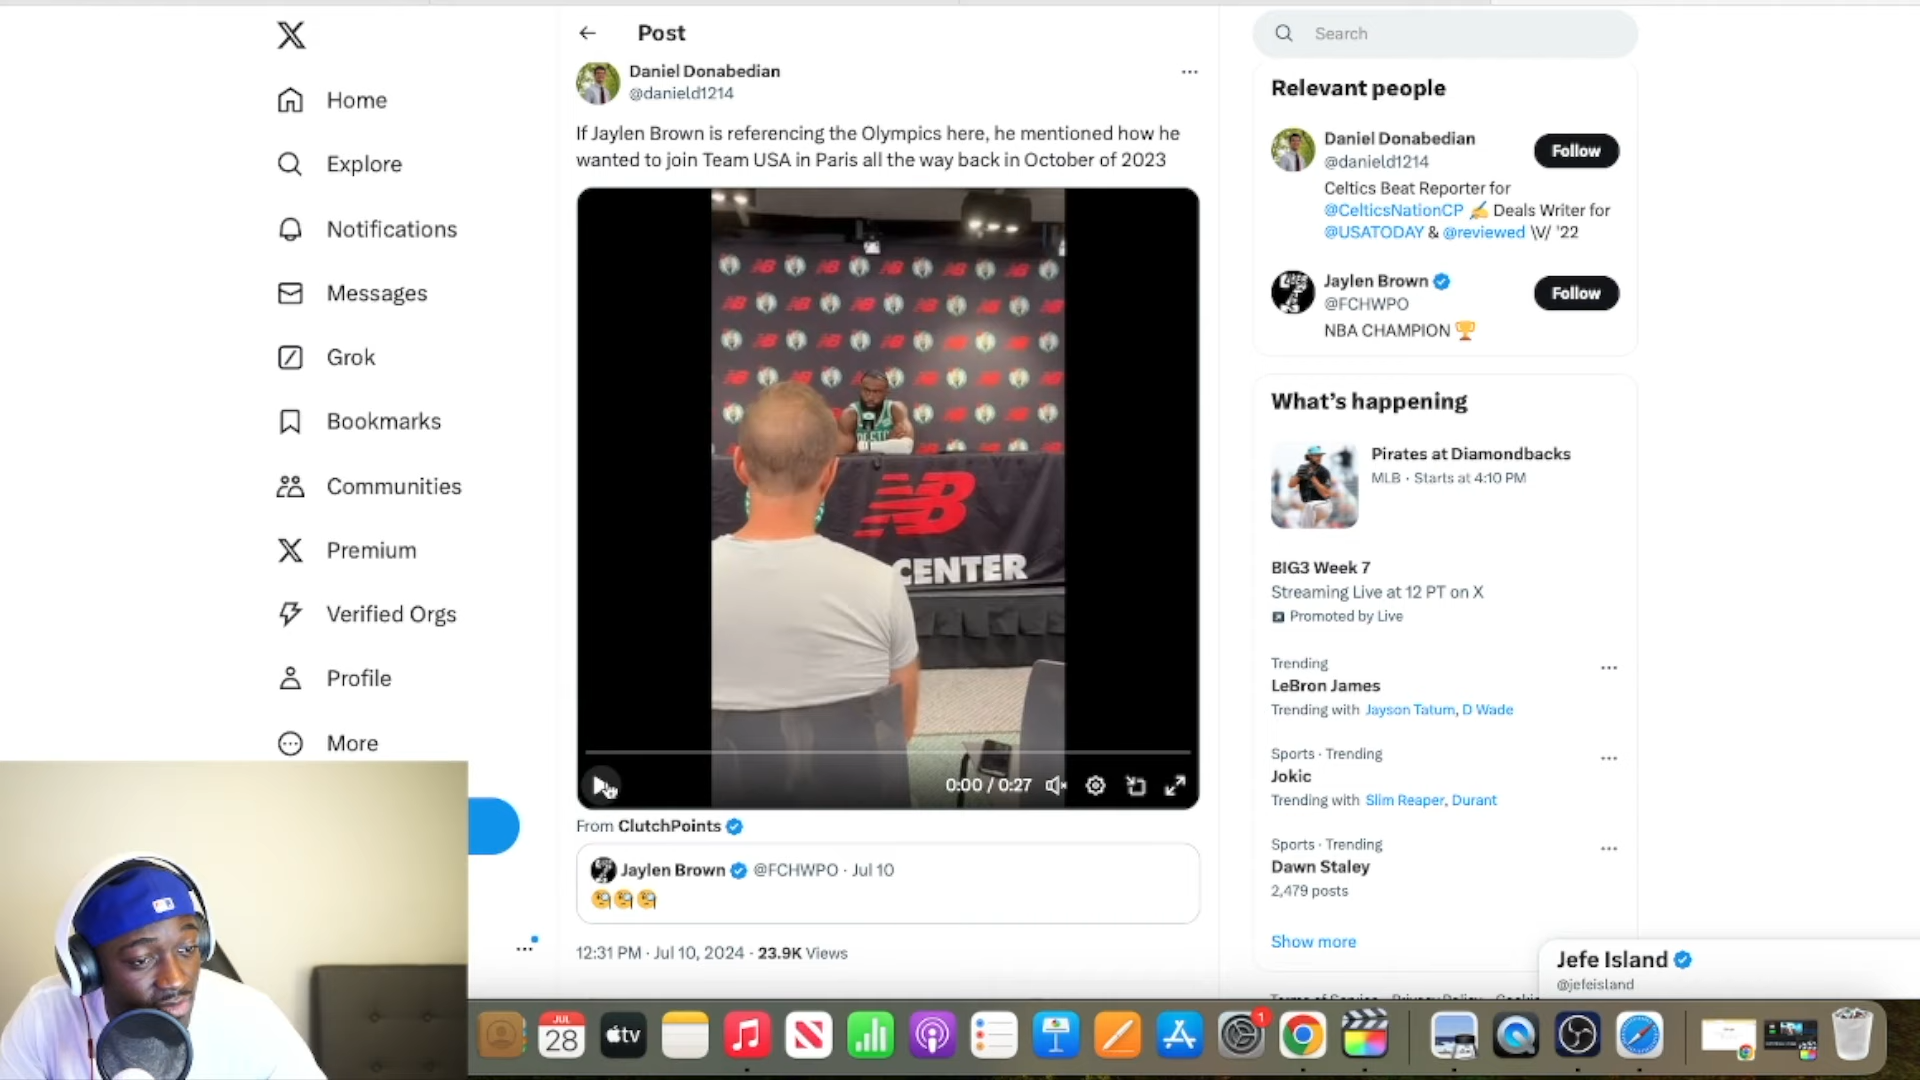 Home
Explore
Notifications
Messages
Grok
Bookmarks
Communities
Premium
Verified Orgs
Profile
More
Post
Daniel Donabedian
@danield1214
If Jaylen Brown is referencing the Olympics here, he mentioned how he
wanted to join Team USA in Paris all the way back in October of 2023
CENTER
0:00 / 0:27
From ClutchPoints
Jaylen Brown @FCHWPO · Jul 10
🧐🧐🧐
12:31 PM · Jul 10, 2024 · 23.9K Views
Search
Relevant people
Daniel Donabedian
@danield1214
Follow
Celtics Beat Reporter for
@CelticsNationCP ✍️ Deals Writer for
@USATODAY & @reviewed \V/ '22
Jaylen Brown
@FCHWPO
Follow
NBA CHAMPION 🏆
What's happening
Pirates at Diamondbacks
MLB · Starts at 4:10 PM
BIG3 Week 7
Streaming Live at 12 PT on X
Promoted by Live
Trending
LeBron James
Trending with Jayson Tatum, D Wade
Sports · Trending
Jokic
Trending with Slim Reaper, Durant
Sports · Trending
Dawn Staley
2,479 posts
Show more
Jefe Island
@jefeisland
JUL
28
tv
1